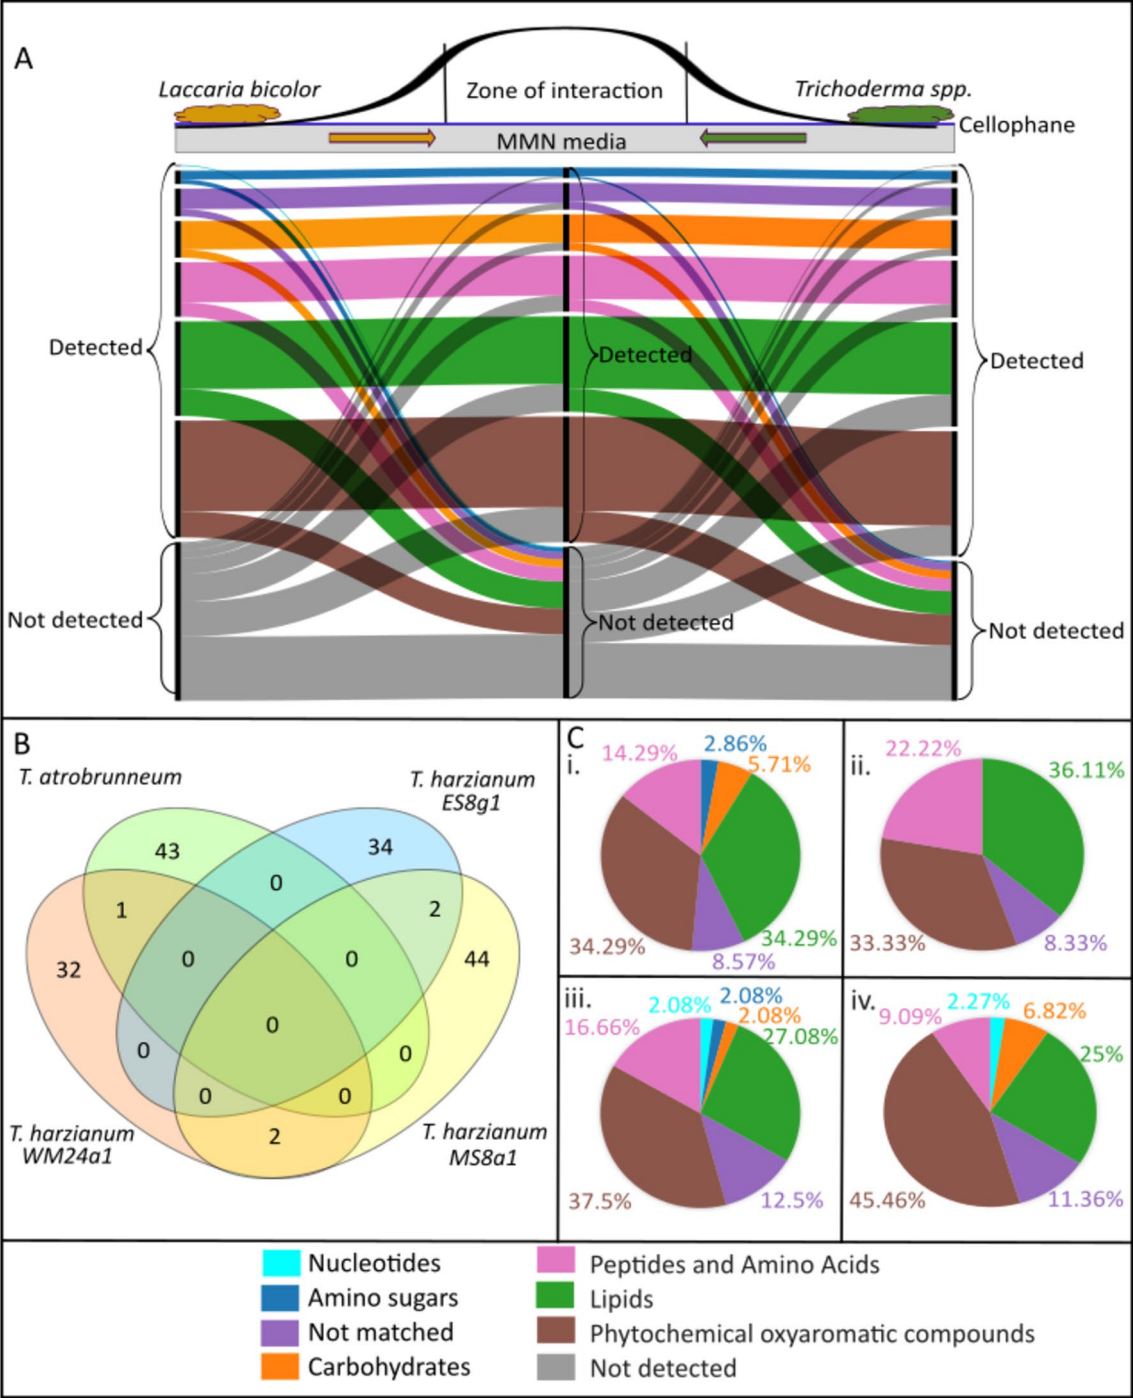 A
Laccaria bicolor
Zone of interaction
Trichoderma spp.
Cellophane
MMN media
Detected
Detected
Detected
Not detected
Not detected
Not detected
B
T. atrobrunneum
T. harzianum
ES8g1
43
34
0
1
2
32
0
0
44
0
0
0
0
0
2
T. harzianum
WM24a1
T. harzianum
MS8a1
C
i.
14.29%
2.86%
5.71%
34.29%
34.29%
8.57%
ii.
22.22%
36.11%
33.33%
8.33%
iii.
2.08%
2.08%
2.08%
16.66%
27.08%
37.5%
12.5%
iv.
9.09%
2.27%
6.82%
25%
45.46%
11.36%
Nucleotides
Amino sugars
Not matched
Carbohydrates
Peptides and Amino Acids
Lipids
Phytochemical oxyaromatic compounds
Not detected